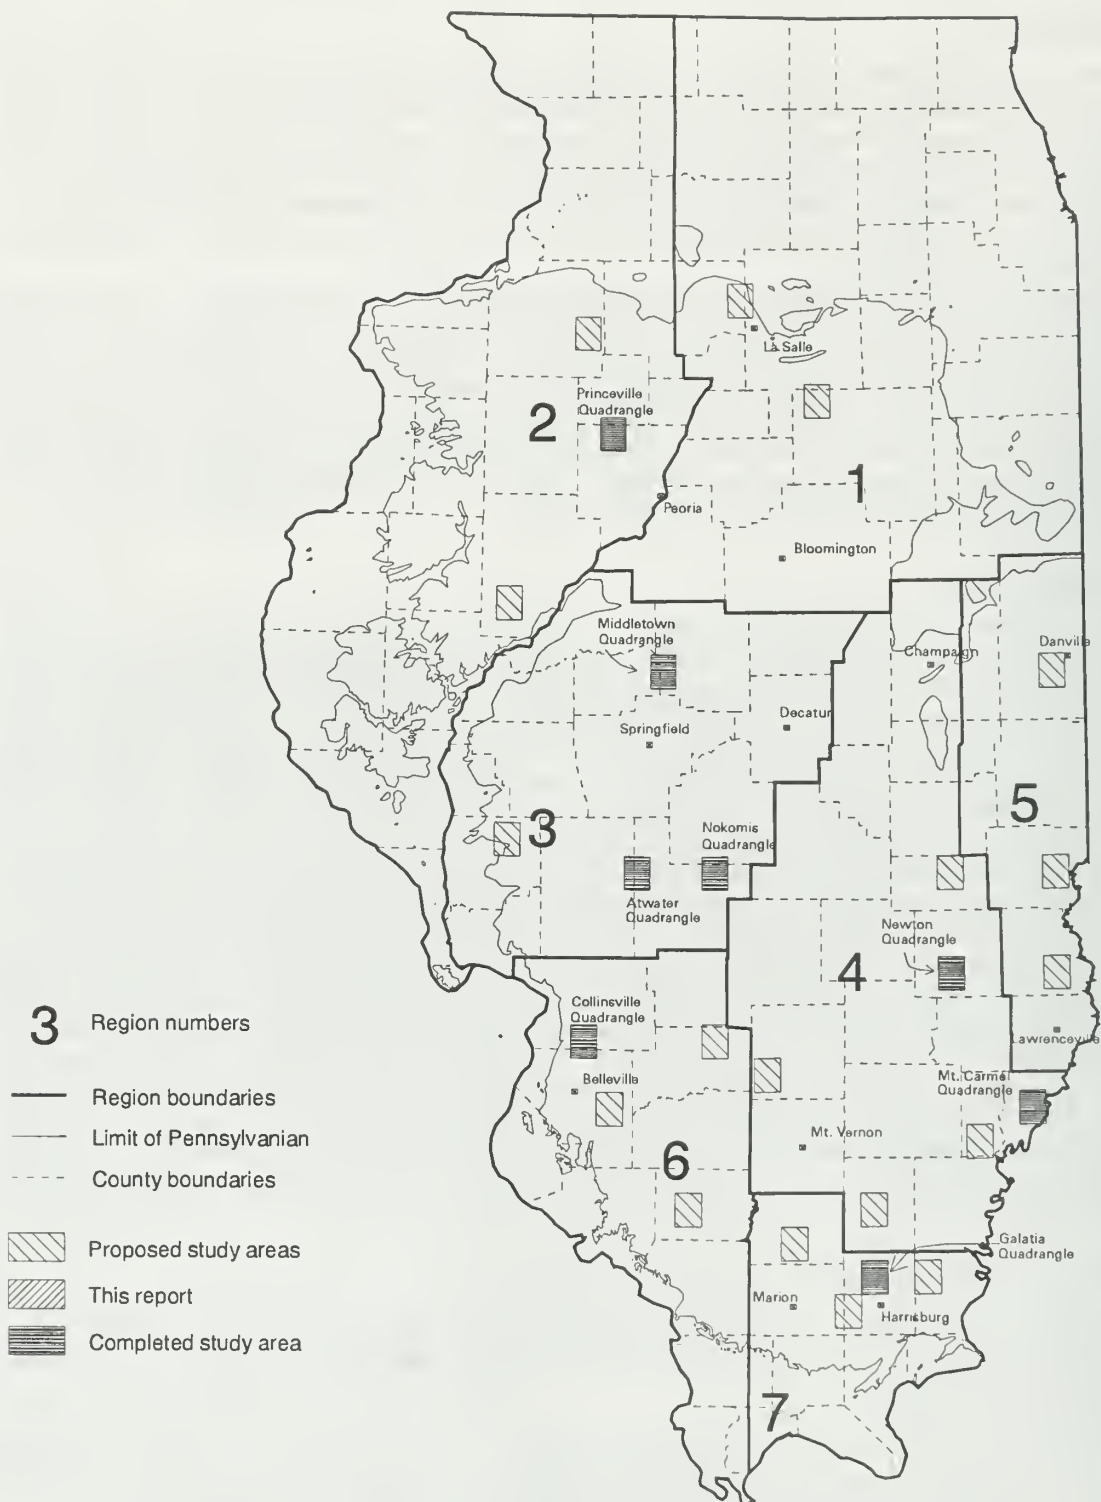 La Salle
Princeville
Quadrangle
2
1
Peoria
Bloomington
Middletown
Quadrangle
Champaign
Danville
Springfield
Decatur
5
3
Nokomis
Quadrangle
Atwater
Quadrangle
Newton
Quadrangle
4
Collinsville
Quadrangle
Lawrenceville
Belleville
Mt. Carmel
Quadrangle
Mt. Vernon
6
Galatia
Quadrangle
Marion
Harrisburg
7
3 Region numbers
Region boundaries
Limit of Pennsylvanian
County boundaries
Proposed study areas
This report
Completed study area